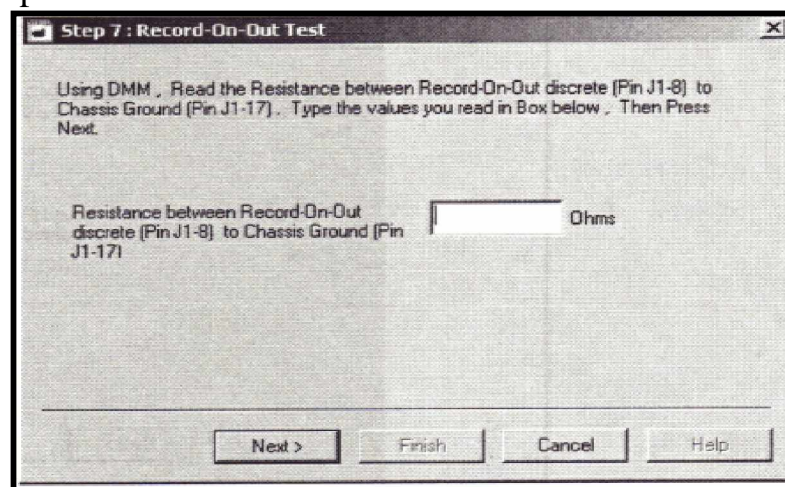 Step 7 : Record-On-Out Test
Using DMM , Read the Resistance between Record-On-Out discrete (Pin J1-8) to
Chassis Ground (Pin J1-17) , Type the values you read in Box below , Then Press
Next.
Resistance between Record-On-Out
discrete (Pin J1-8) to Chassis Ground (Pin
J1-17)
Ohms
Next >
Finish
Cancel
Help